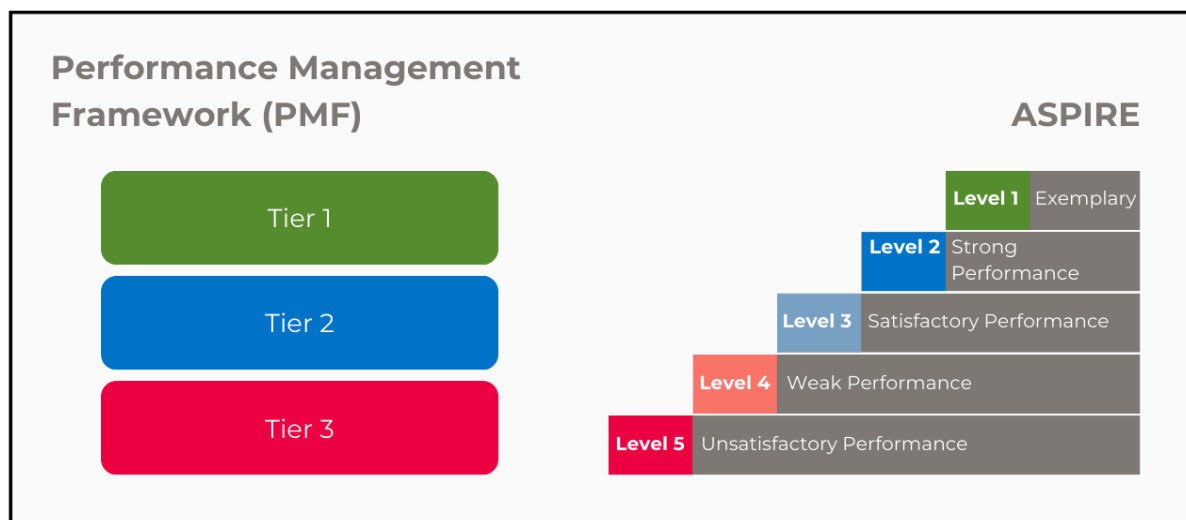 Performance Management
Framework (PMF)
Tier 1
Tier 2
Tier 3
ASPIRE
Level 1 Exemplary
Level 2 Strong
Performance
Level 3 Satisfactory Performance
Level 4 Weak Performance
Level 5 Unsatisfactory Performance